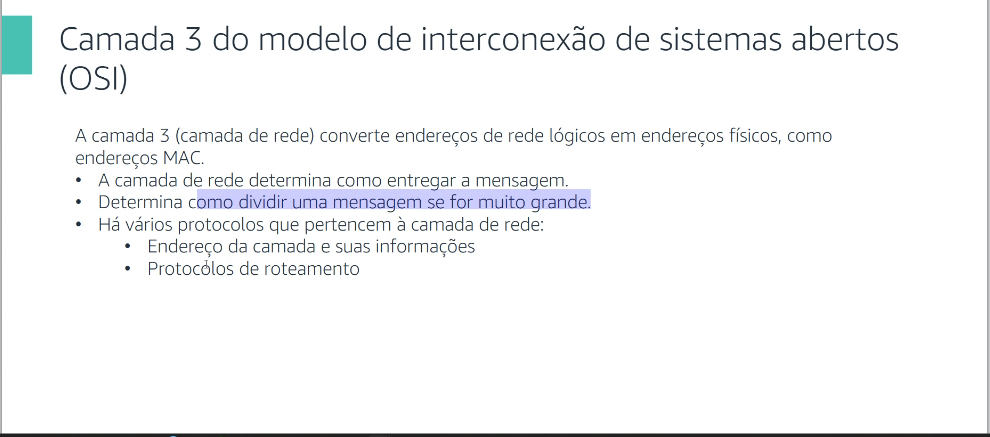 Camada 3 do modelo de interconexão de sistemas abertos
(OSI)
A camada 3 (camada de rede) converte endereços de rede lógicos em endereços físicos, como
endereços MAC.
• A camada de rede determina como entregar a mensagem.
• Determina como dividir uma mensagem se for muito grande.
• Há vários protocolos que pertencem à camada de rede:
• Endereço da camada e suas informações
• Protocolos de roteamento